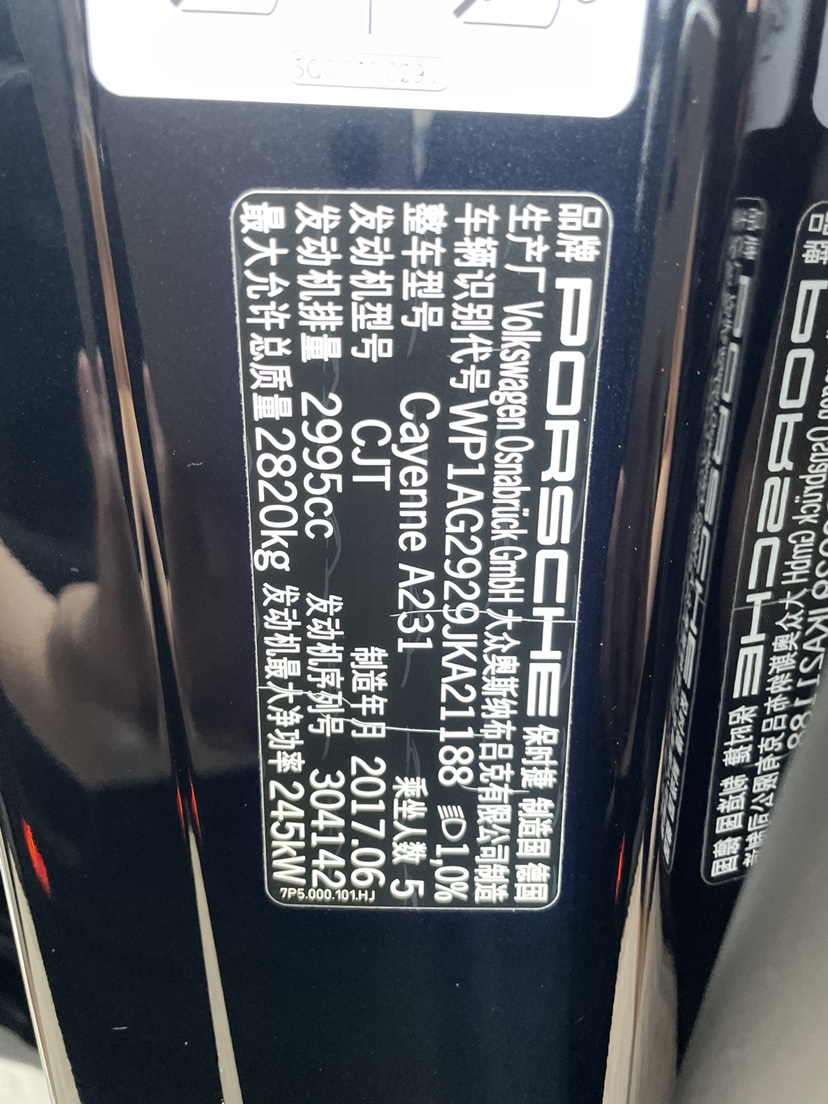 品牌 PORSCHE 保时捷 制造国 德国
生产厂 Volkswagen Osnabrück GmbH 大众奥斯纳布吕克有限公司制造
车辆识别代号 WP1AG2929JKA21188 1,0%
整车型号 Cayenne A231 乘坐人数 5
发动机型号 CJT 制造年月 2017.06
发动机排量 2995cc 发动机序列号 304142
最大允许总质量 2820kg 发动机最大净功率 245kW
7P5.000.101.HJ